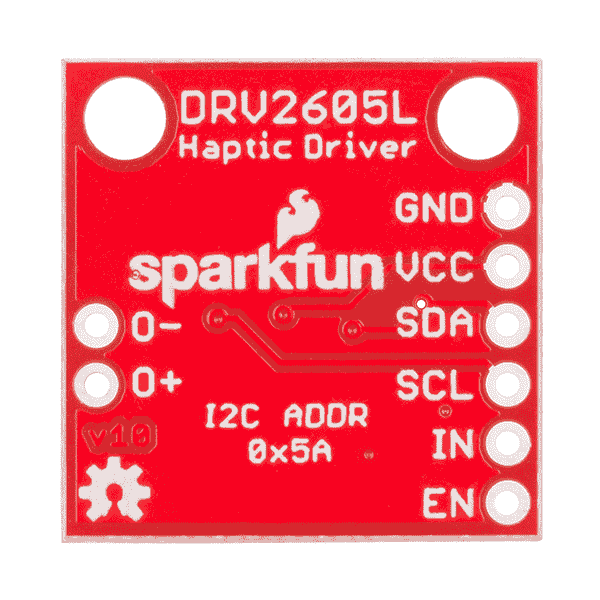 DRV2605L
Haptic Driver
GND
sparkfun
VCC
O-
SDA
O+
SCL
I2C ADDR
v10
IN
0x5A
EN